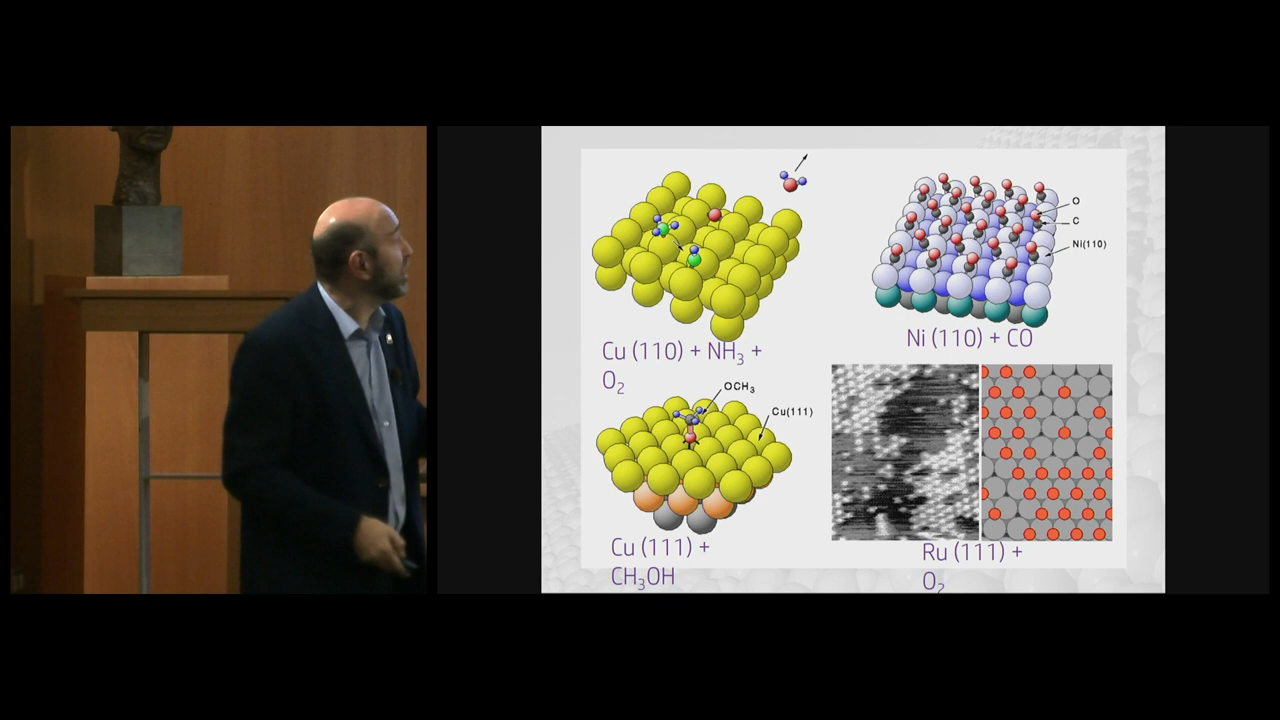 Cu (110) + NH₃ +
O₂
O
C
Ni(110)
Ni (110) + CO
OCH₃
Cu(111)
Cu (111) +
CH₃OH
Ru (111) +
O₂